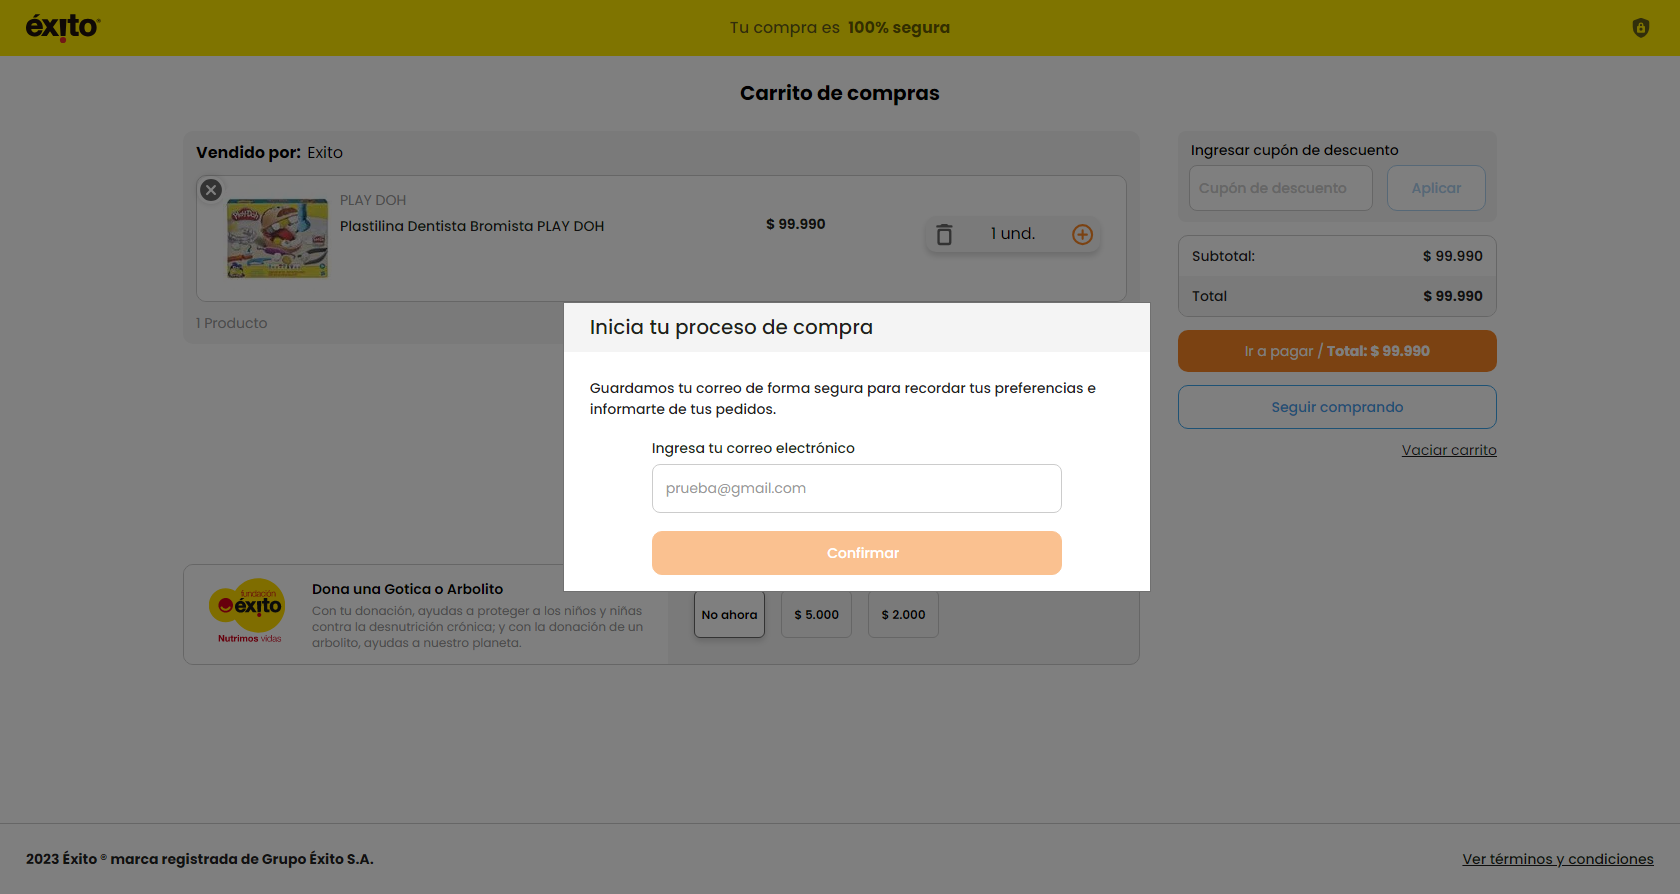 éxito®
Tu compra es 100% segura
Carrito de compras
Vendido por: Exito
PLAY DOH
Plastilina Dentista Bromista PLAY DOH
$ 99.990
1 und.
1 Producto
Ingresar cupón de descuento
Cupón de descuento
Aplicar
Subtotal: $ 99.990
Total $ 99.990
Ir a pagar / Total: $ 99.990
Seguir comprando
Vaciar carrito
Inicia tu proceso de compra
Guardamos tu correo de forma segura para recordar tus preferencias e
informarte de tus pedidos.
Ingresa tu correo electrónico
prueba@gmail.com
Confirmar
fundación
éxito
Nutrimos vidas
Dona una Gotica o Arbolito
Con tu donación, ayudas a proteger a los niños y niñas
contra la desnutrición crónica; y con la donación de un
arbolito, ayudas a nuestro planeta.
No ahora
$ 5.000
$ 2.000
2023 Éxito ® marca registrada de Grupo Éxito S.A.
Ver términos y condiciones